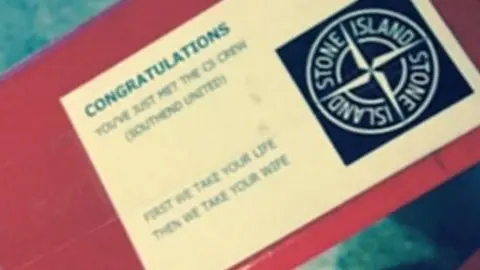 CONGRATULATIONS
YOU'VE JUST MET THE CS CREW
(SOUTHEND UNITED)
FIRST WE TAKE YOUR LIFE
THEN WE TAKE YOUR WIFE
STONE ISLAND
STONE ISLAND